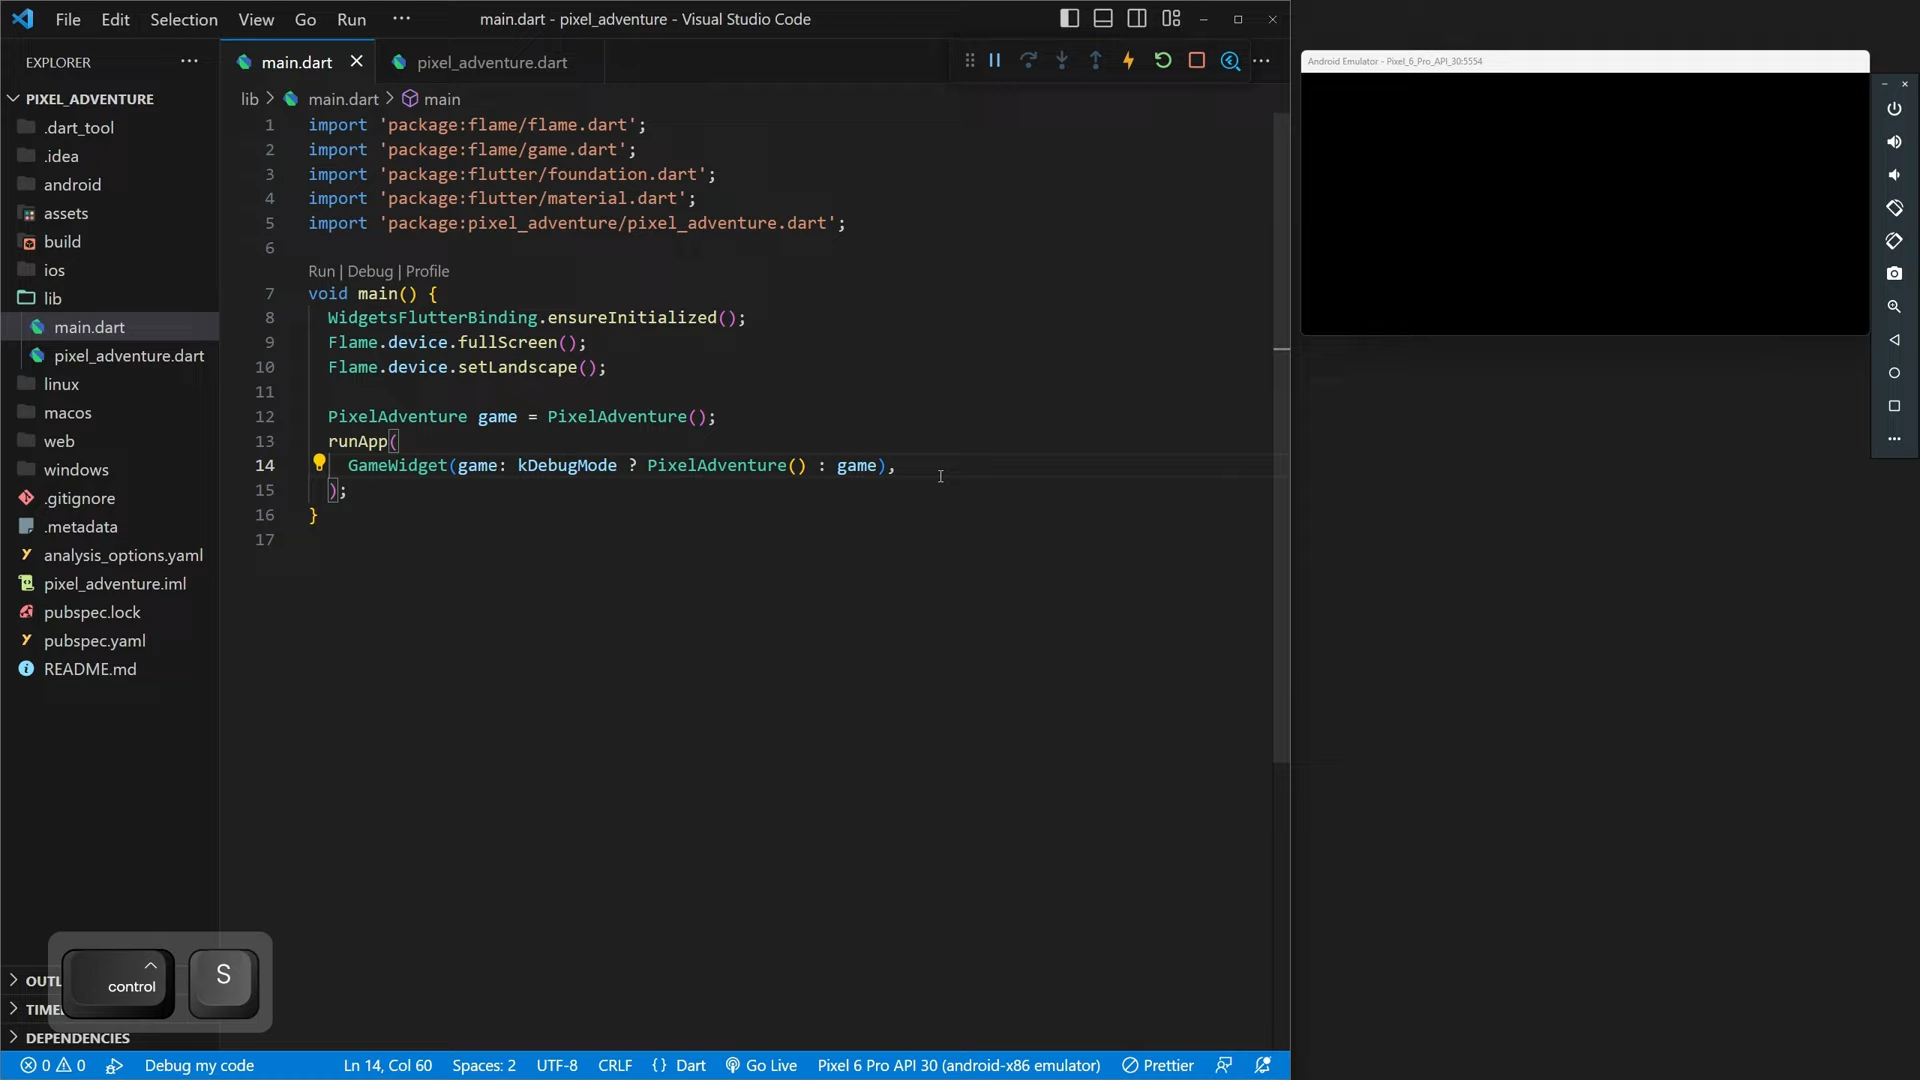 File Edit Selection View Go Run ··· main.dart - pixel_adventure - Visual Studio Code
EXPLORER ···
main.dart
pixel_adventure.dart
Android Emulator - Pixel_6_Pro_API_30:5554
PIXEL_ADVENTURE
.dart_tool
.idea
android
assets
build
ios
lib
main.dart
pixel_adventure.dart
linux
macos
web
windows
.gitignore
.metadata
analysis_options.yaml
pixel_adventure.iml
pubspec.lock
pubspec.yaml
README.md
lib > main.dart > main
1 import 'package:flame/flame.dart';
2 import 'package:flame/game.dart';
3 import 'package:flutter/foundation.dart';
4 import 'package:flutter/material.dart';
5 import 'package:pixel_adventure/pixel_adventure.dart';
6
Run | Debug | Profile
7 void main() {
8 WidgetsFlutterBinding.ensureInitialized();
9 Flame.device.fullScreen();
10 Flame.device.setLandscape();
11
12 PixelAdventure game = PixelAdventure();
13 runApp(
14 GameWidget(game: kDebugMode ? PixelAdventure() : game),
15 );
16 }
17
control
S
OUTL
TIME
DEPENDENCIES
0 0 Debug my code Ln 14, Col 60 Spaces: 2 UTF-8 CRLF {} Dart Go Live Pixel 6 Pro API 30 (android-x86 emulator) Prettier